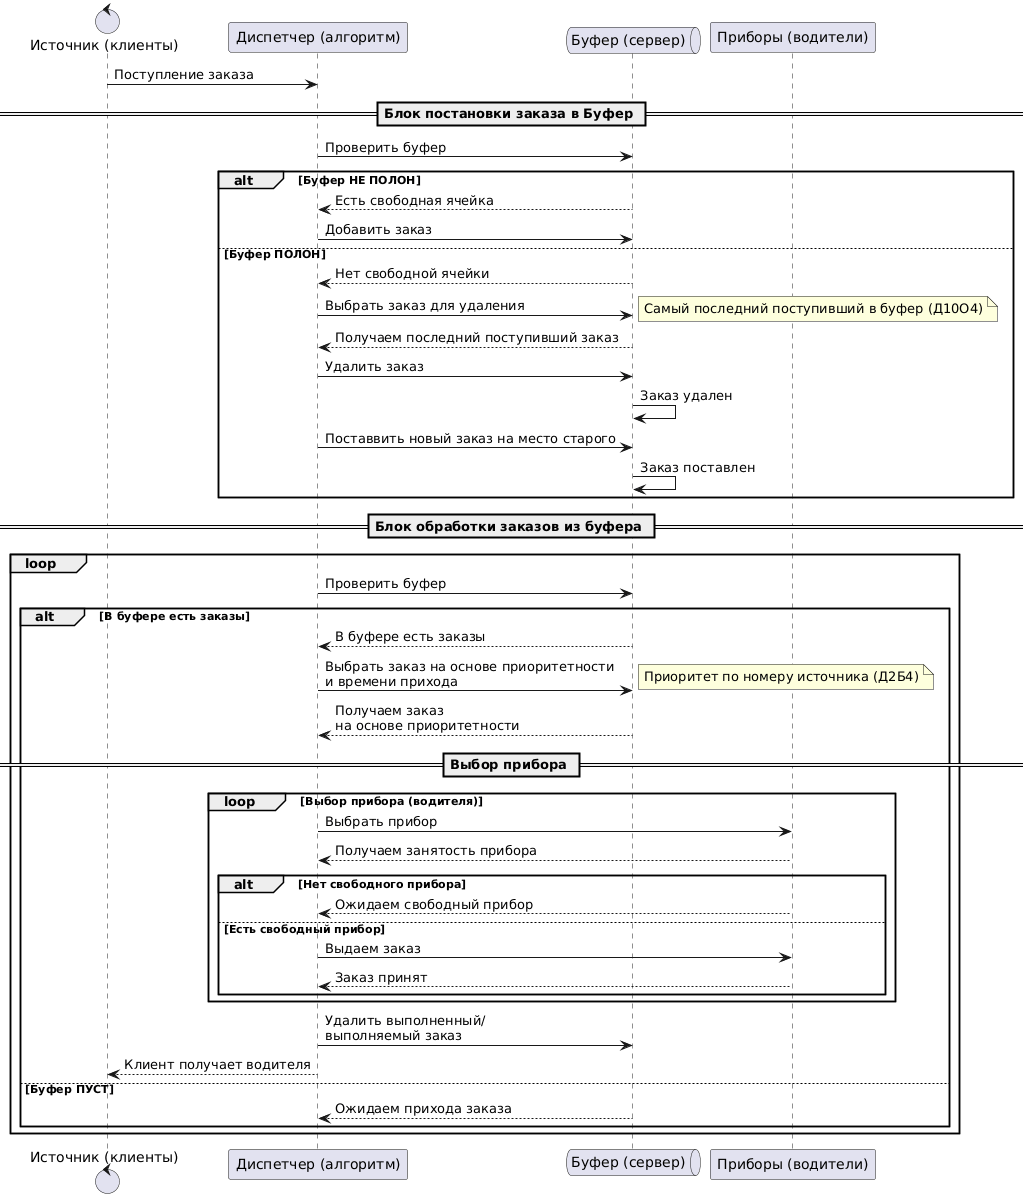 Источник (клиенты)
Диспетчер (алгоритм)
Буфер (сервер)
Приборы (водители)
Поступление заказа
Блок постановки заказа в Буфер
Проверить буфер
alt
[Буфер НЕ ПОЛОН]
Есть свободная ячейка
Добавить заказ
[Буфер ПОЛОН]
Нет свободной ячейки
Выбрать заказ для удаления
Самый последний поступивший в буфер (Д10О4)
Получаем последний поступивший заказ
Удалить заказ
Заказ удален
Поставвить новый заказ на место старого
Заказ поставлен
Блок обработки заказов из буфера
loop
Проверить буфер
alt
[В буфере есть заказы]
В буфере есть заказы
Выбрать заказ на основе приоритетности
и времени прихода
Приоритет по номеру источника (Д2Б4)
Получаем заказ
на основе приоритетности
Выбор прибора
loop
[Выбор прибора (водителя)]
Выбрать прибор
Получаем занятость прибора
alt
[Нет свободного прибора]
Ожидаем свободный прибор
[Есть свободный прибор]
Выдаем заказ
Заказ принят
Удалить выполненный/
выполняемый заказ
Клиент получает водителя
[Буфер ПУСТ]
Ожидаем прихода заказа
Источник (клиенты)
Диспетчер (алгоритм)
Буфер (сервер)
Приборы (водители)